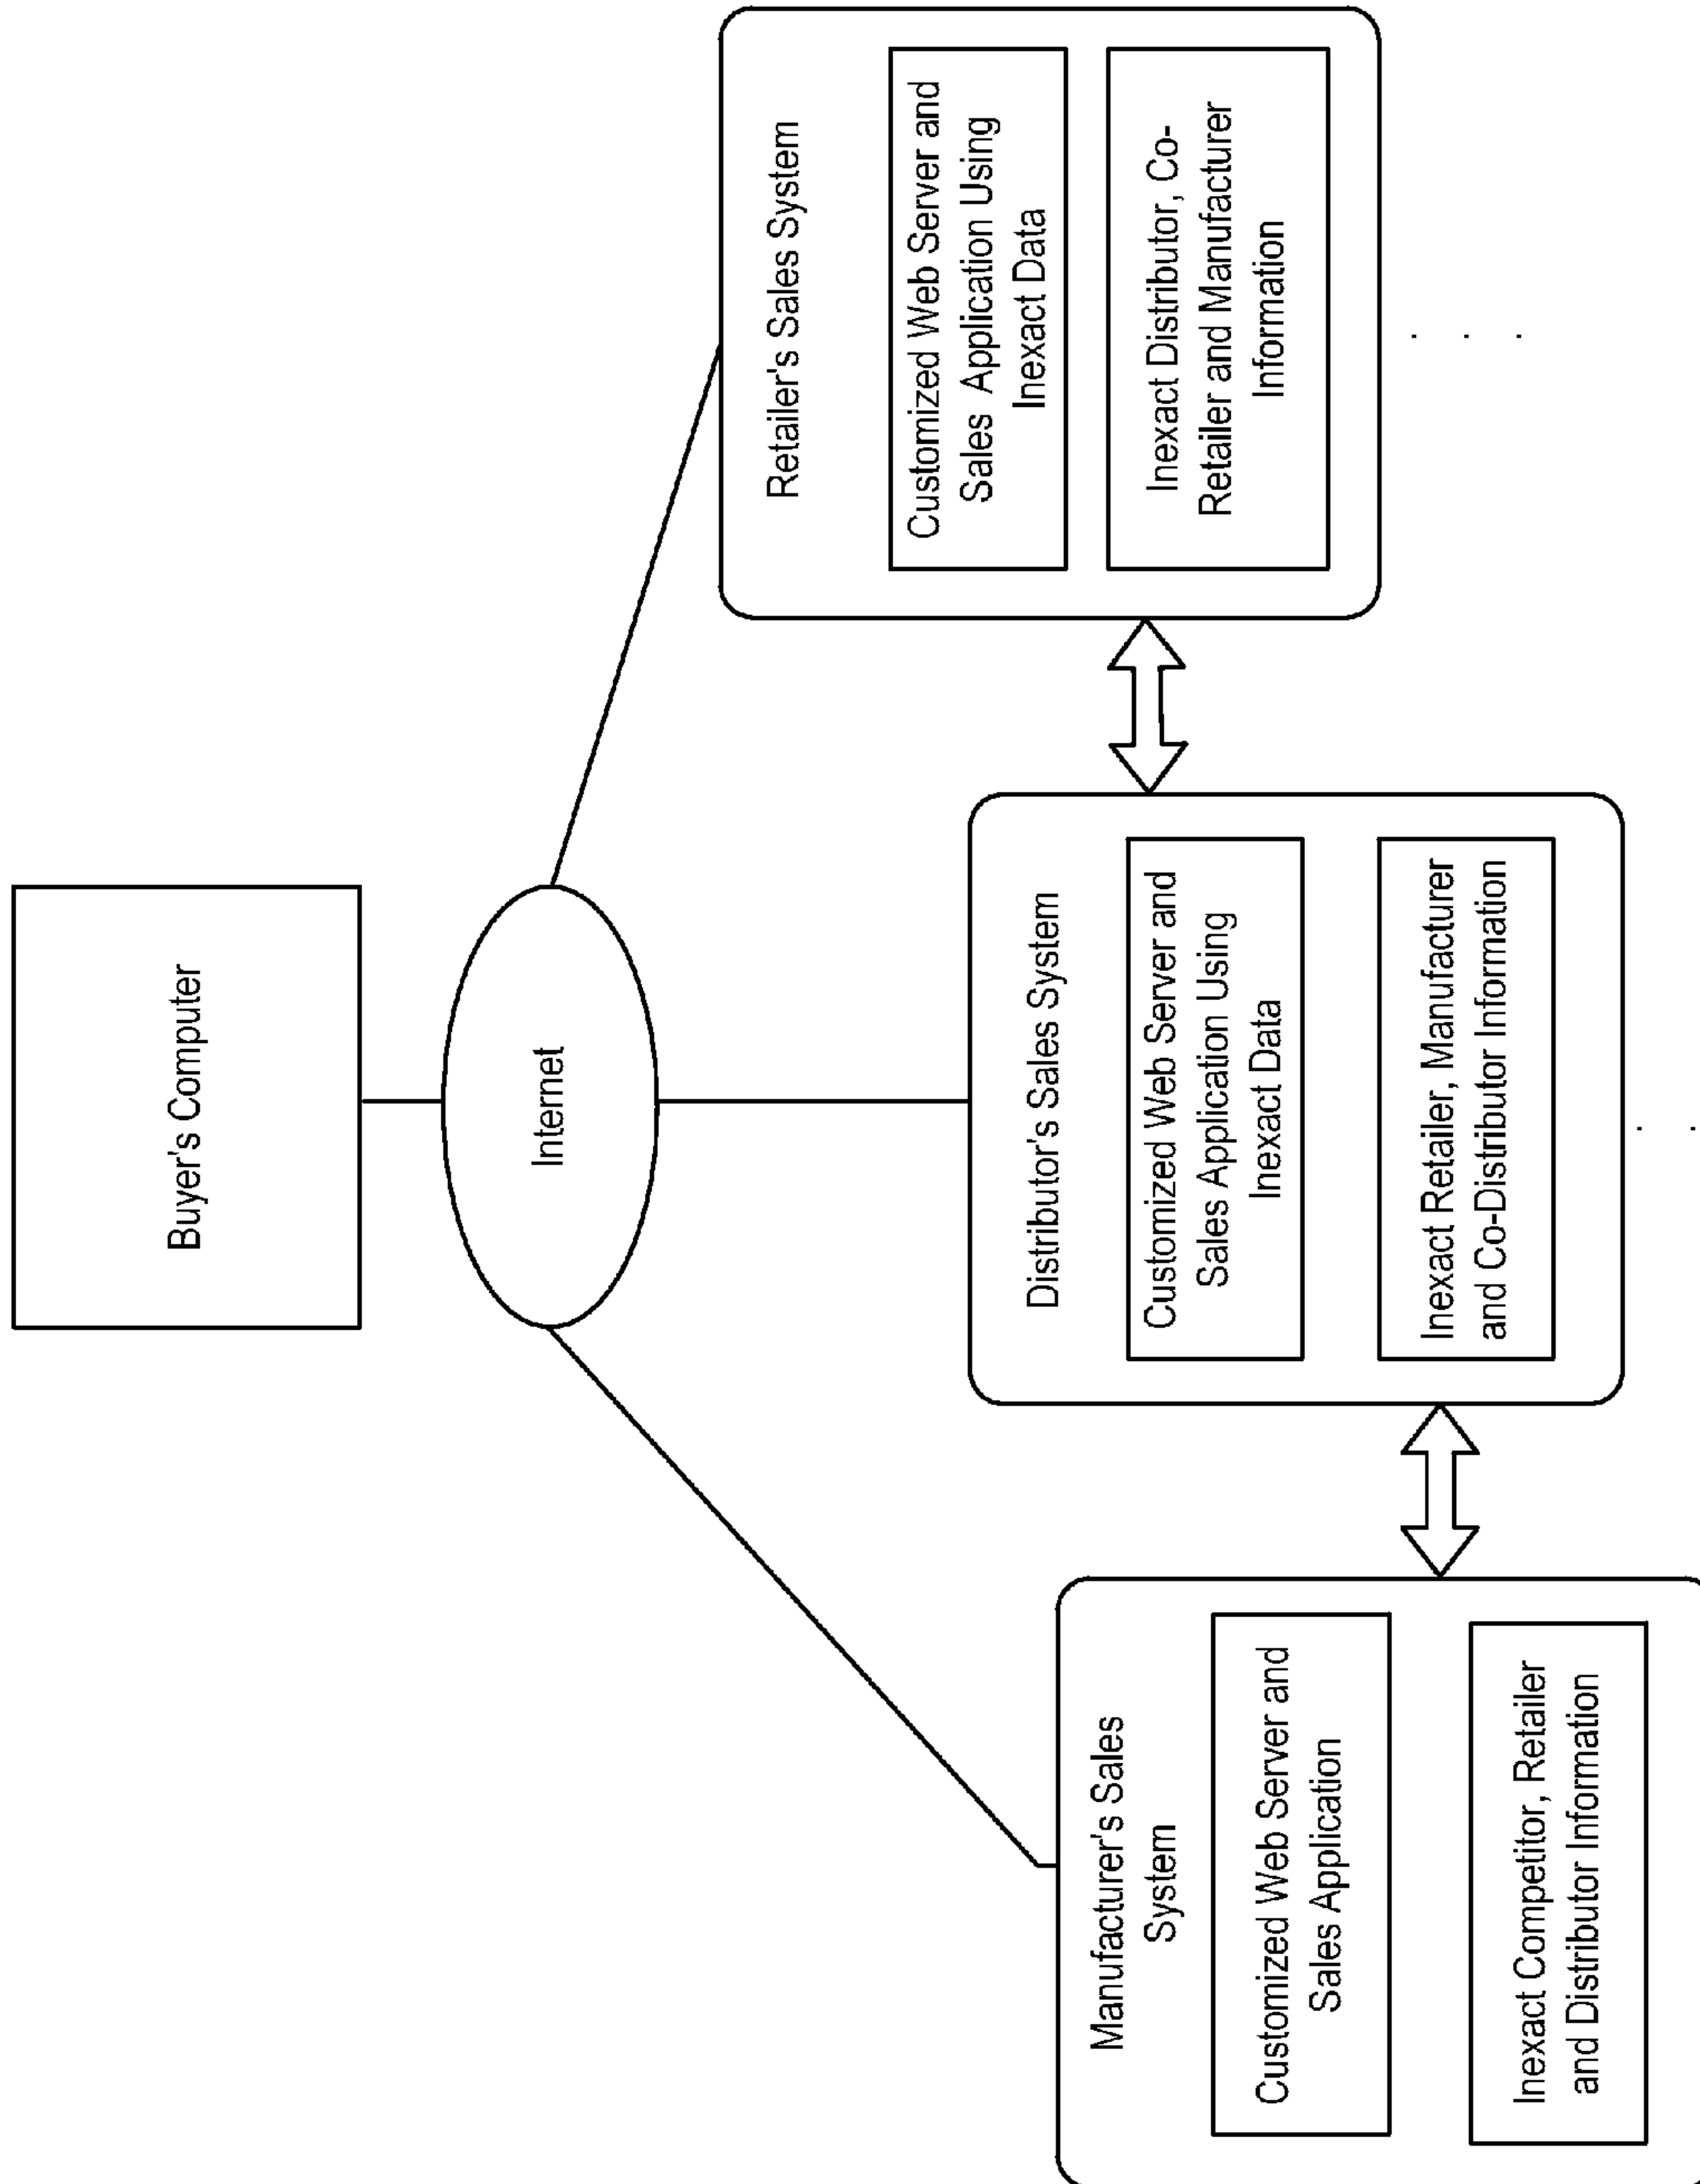 Buyer's Computer
Internet
Manufacturer's Sales
System
Customized Web Server and
Sales Application
Inexact Competitor, Retailer
and Distributor Information
Distributor's Sales System
Customized Web Server and
Sales Application Using
Inexact Data
Inexact Retailer, Manufacturer
and Co-Distributor Information
Retailer's Sales System
Customized Web Server and
Sales Application Using
Inexact Data
Inexact Distributor, Co-
Retailer and Manufacturer
Information